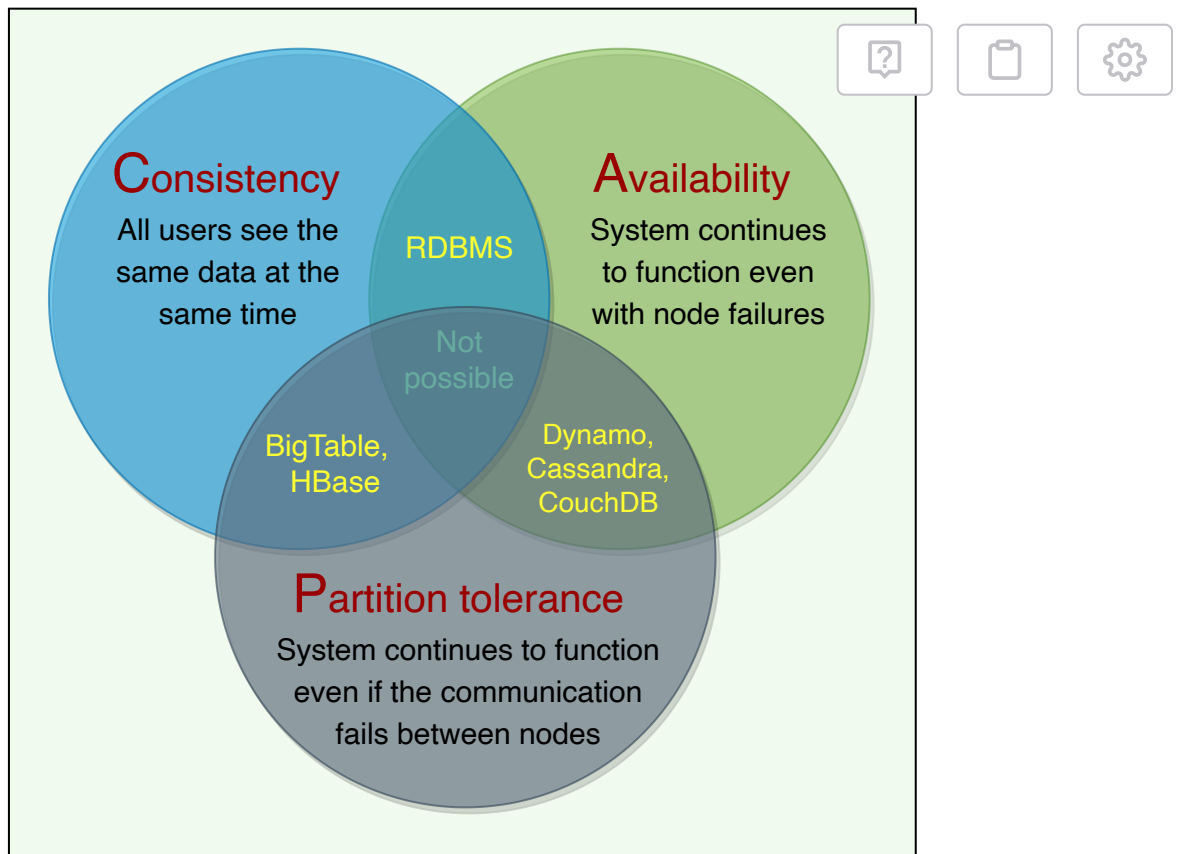 Consistency
All users see the
same data at the
same time
Availability
System continues
to function even
with node failures
RDBMS
Not
possible
BigTable,
HBase
Dynamo,
Cassandra,
CouchDB
Partition tolerance
System continues to function
even if the communication
fails between nodes